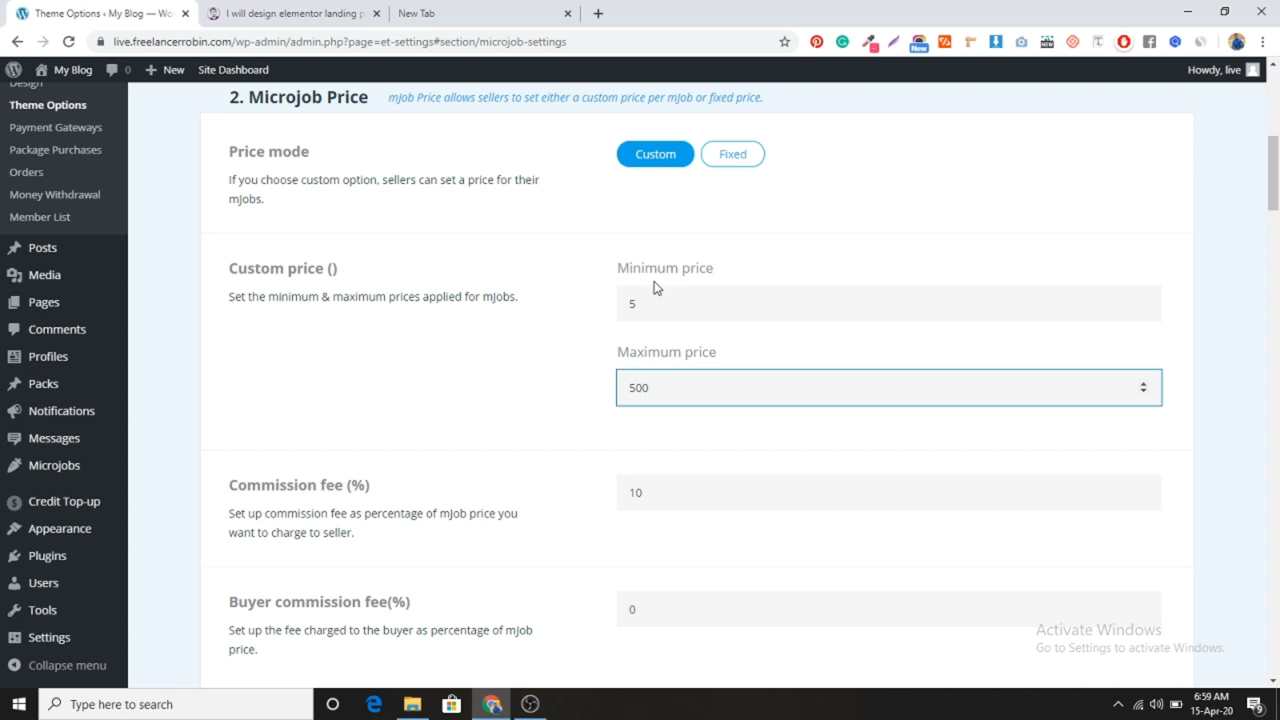 Theme Options ‹ My Blog — Wo
I will design elementor landing p
New Tab
live.freelancerrobin.com/wp-admin/admin.php?page=et-settings#section/microjob-settings
New
NEW
My Blog
0
New
Site Dashboard
Howdy, live
Design
Theme Options
Payment Gateways
Package Purchases
Orders
Money Withdrawal
Member List
Posts
Media
Pages
Comments
Profiles
Packs
Notifications
Messages
Microjobs
Credit Top-up
Appearance
Plugins
Users
Tools
Settings
Collapse menu
2. Microjob Price
mJob Price allows sellers to set either a custom price per mJob or fixed price.
Price mode
If you choose custom option, sellers can set a price for their
mJobs.
Custom
Fixed
Custom price ()
Set the minimum & maximum prices applied for mJobs.
Minimum price
5
Maximum price
500
Commission fee (%)
Set up commission fee as percentage of mJob price you
want to charge to seller.
10
Buyer commission fee(%)
Set up the fee charged to the buyer as percentage of mJob
price.
0
Activate Windows
Go to Settings to activate Windows.
Type here to search
6:59 AM
15-Apr-20
9